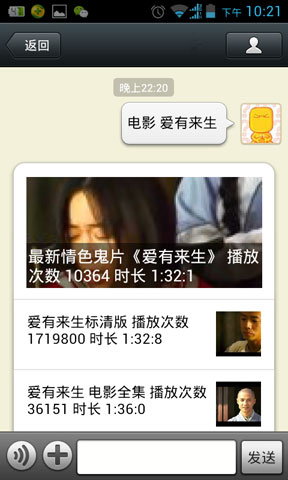 下午 10:21
返回
晚上22:20
电影 爱有来生
最新情色鬼片《爱有来生》 播放
次数 10364 时长 1:32:1
爱有来生标清版 播放次数
1719800 时长 1:32:8
爱有来生 电影全集 播放次数
36151 时长 1:36:0
发送